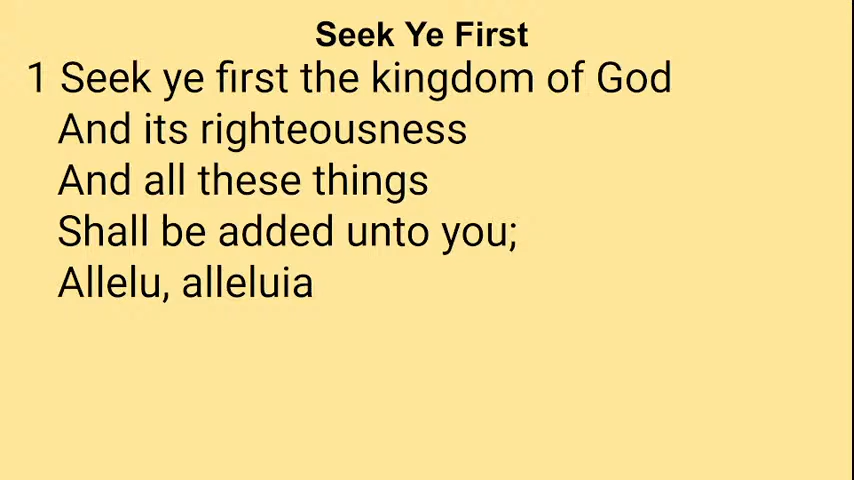 Seek Ye First
1 Seek ye first the kingdom of God
And its righteousness
And all these things
Shall be added unto you;
Allelu, alleluia